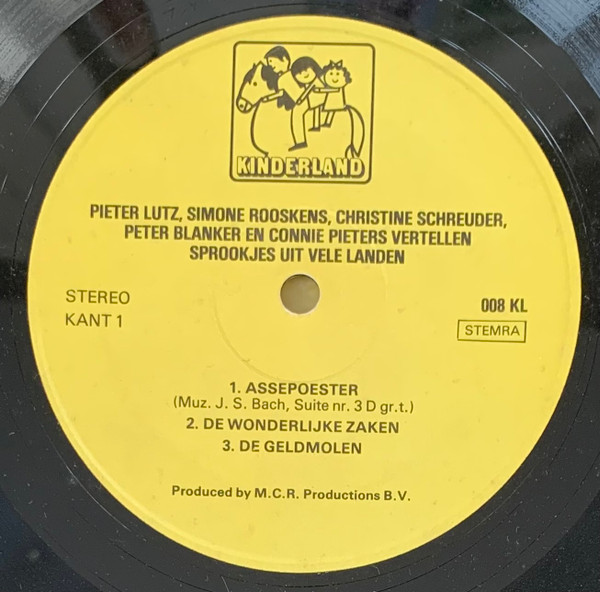 KINDERLAND
PIETER LUTZ, SIMONE ROOSKENS, CHRISTINE SCHREUDER,
PETER BLANKER EN CONNIE PIETERS VERTELLEN
SPROOKJES UIT VELE LANDEN
STEREO
KANT 1
008 KL
STEMRA
1. ASSEPOESTER
(Muz. J. S. Bach, Suite nr. 3 D gr.t.)
2. DE WONDERLIJKE ZAKEN
3. DE GELDMOLEN
Produced by M.C.R. Productions B.V.